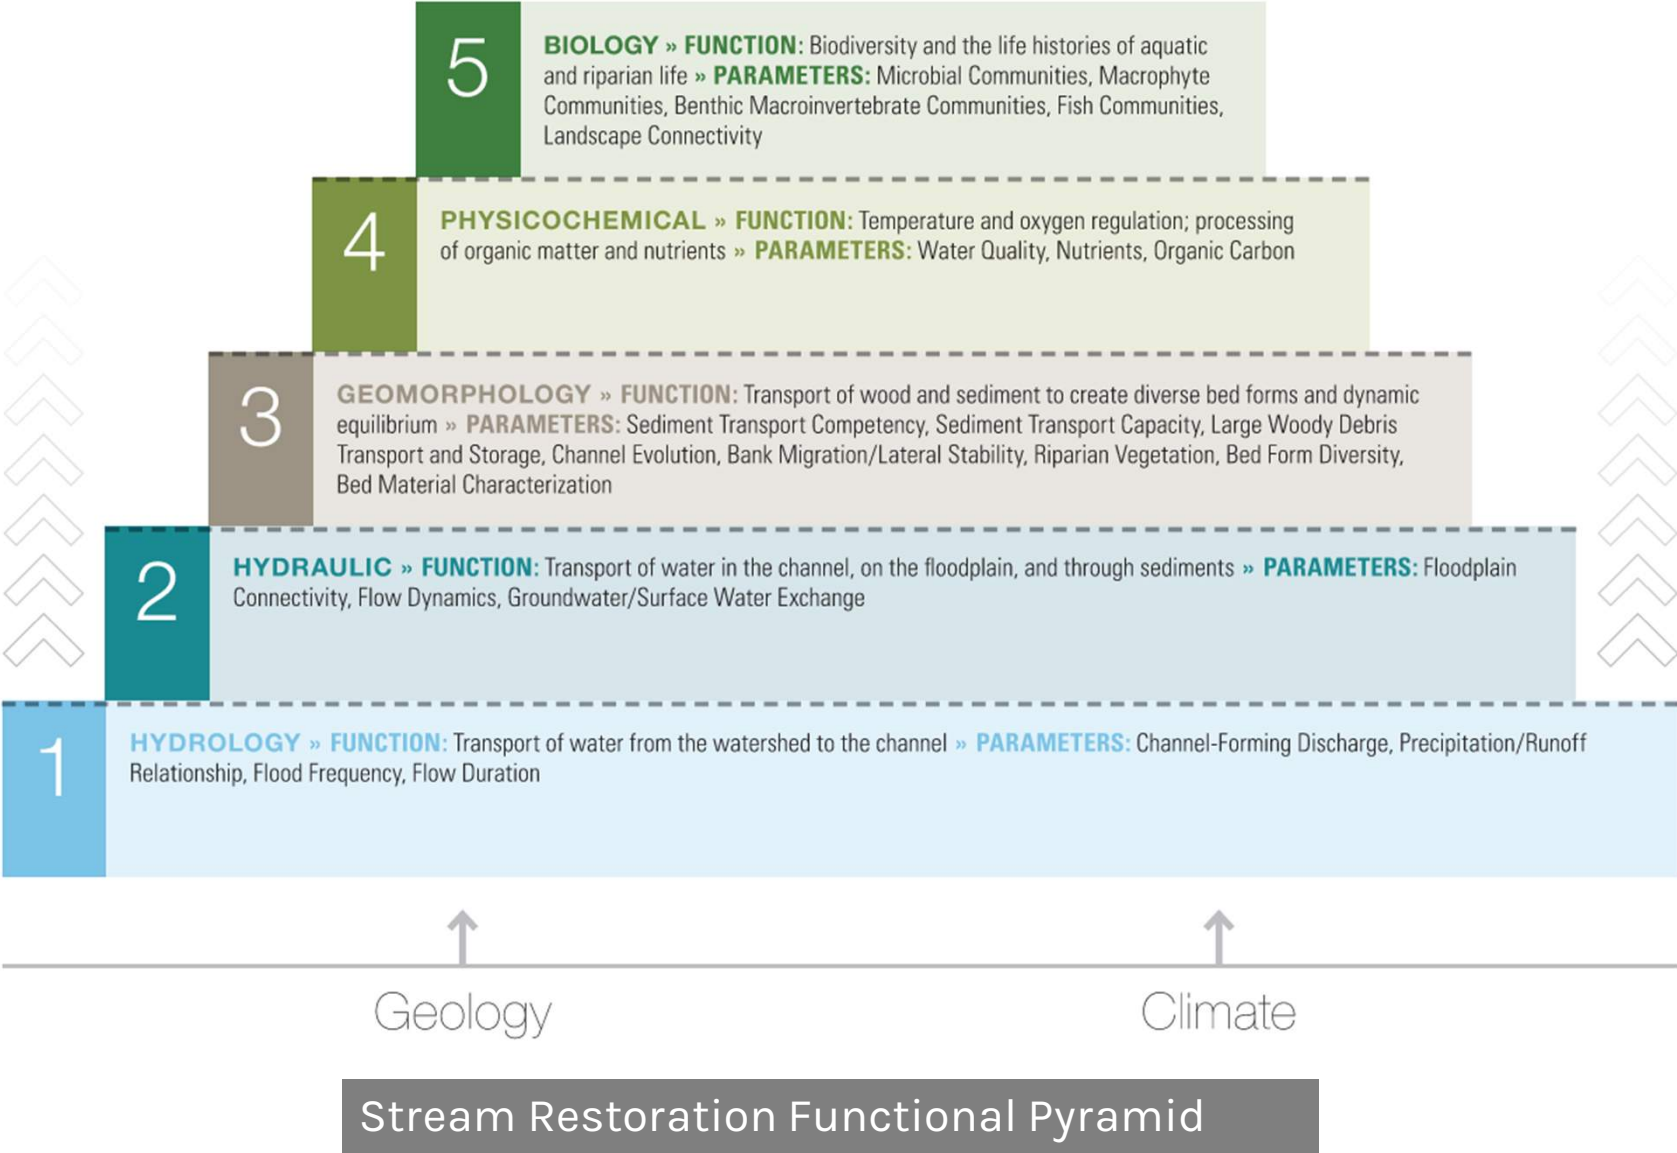 5
BIOLOGY » FUNCTION: Biodiversity and the life histories of aquatic
and riparian life » PARAMETERS: Microbial Communities, Macrophyte
Communities, Benthic Macroinvertebrate Communities, Fish Communities,
Landscape Connectivity
4
PHYSICOCHEMICAL » FUNCTION: Temperature and oxygen regulation; processing
of organic matter and nutrients » PARAMETERS: Water Quality, Nutrients, Organic Carbon
3
GEOMORPHOLOGY » FUNCTION: Transport of wood and sediment to create diverse bed forms and dynamic
equilibrium » PARAMETERS: Sediment Transport Competency, Sediment Transport Capacity, Large Woody Debris
Transport and Storage, Channel Evolution, Bank Migration/Lateral Stability, Riparian Vegetation, Bed Form Diversity,
Bed Material Characterization
2
HYDRAULIC » FUNCTION: Transport of water in the channel, on the floodplain, and through sediments » PARAMETERS: Floodplain
Connectivity, Flow Dynamics, Groundwater/Surface Water Exchange
1
HYDROLOGY » FUNCTION: Transport of water from the watershed to the channel » PARAMETERS: Channel-Forming Discharge, Precipitation/Runoff
Relationship, Flood Frequency, Flow Duration
Geology
Climate
Stream Restoration Functional Pyramid